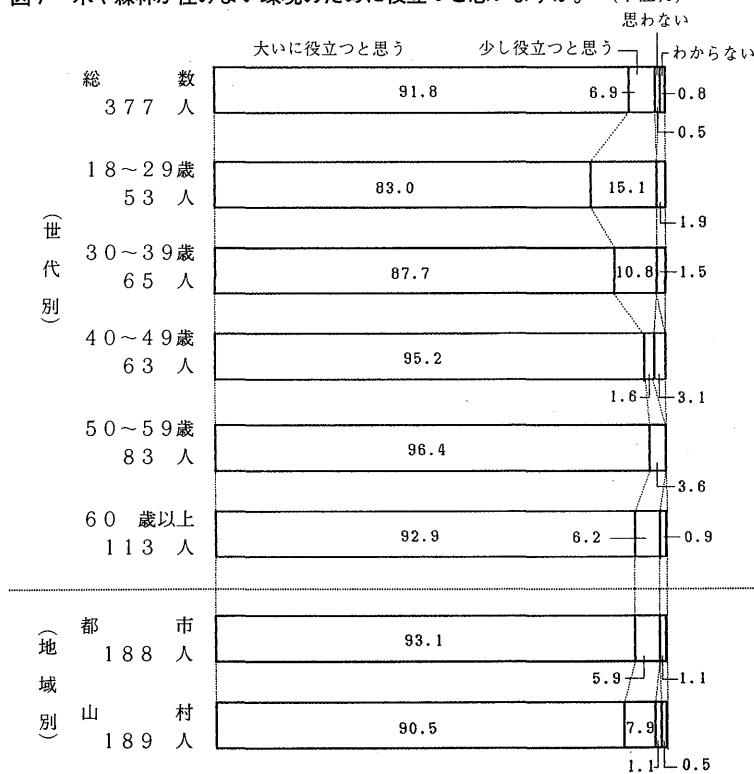 思わない
大いに役立つと思う 少し役立つと思う わからない
総数
377 人
91.8 6.9 0.8
0.5
(世代別)
18~29歳
53 人
83.0 15.1
1.9
30~39歳
65 人
87.7 10.8 1.5
40~49歳
63 人
95.2
1.6 3.1
50~59歳
83 人
96.4
3.6
60 歳以上
113 人
92.9 6.2 0.9
(地域別)
都市
188 人
93.1
5.9 1.1
山村
189 人
90.5 7.9
1.1 0.5